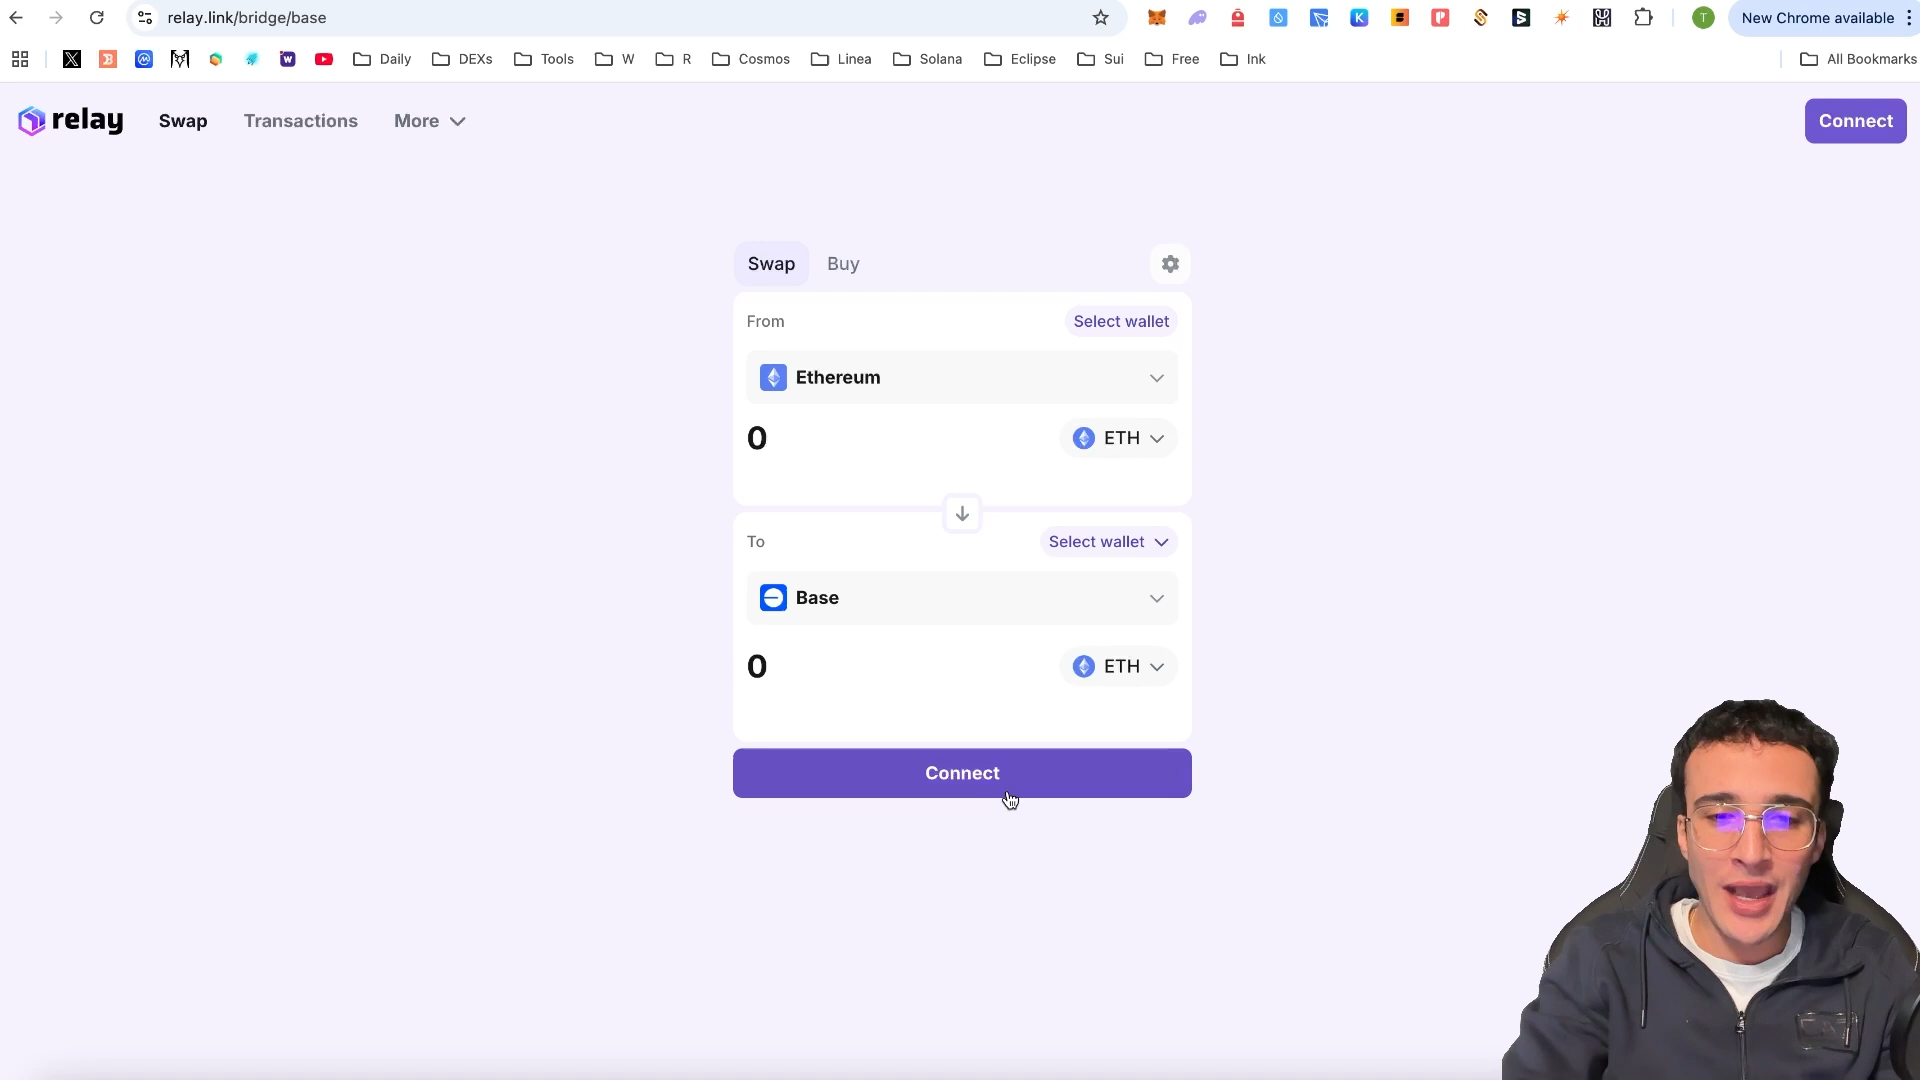 relay.link/bridge/base
New Chrome available
Daily
DEXs
Tools
W
R
Cosmos
Linea
Solana
Eclipse
Sui
Free
Ink
All Bookmarks
relay
Swap
Transactions
More
Connect
Swap
Buy
From
Select wallet
Ethereum
0
ETH
To
Select wallet
Base
0
ETH
Connect